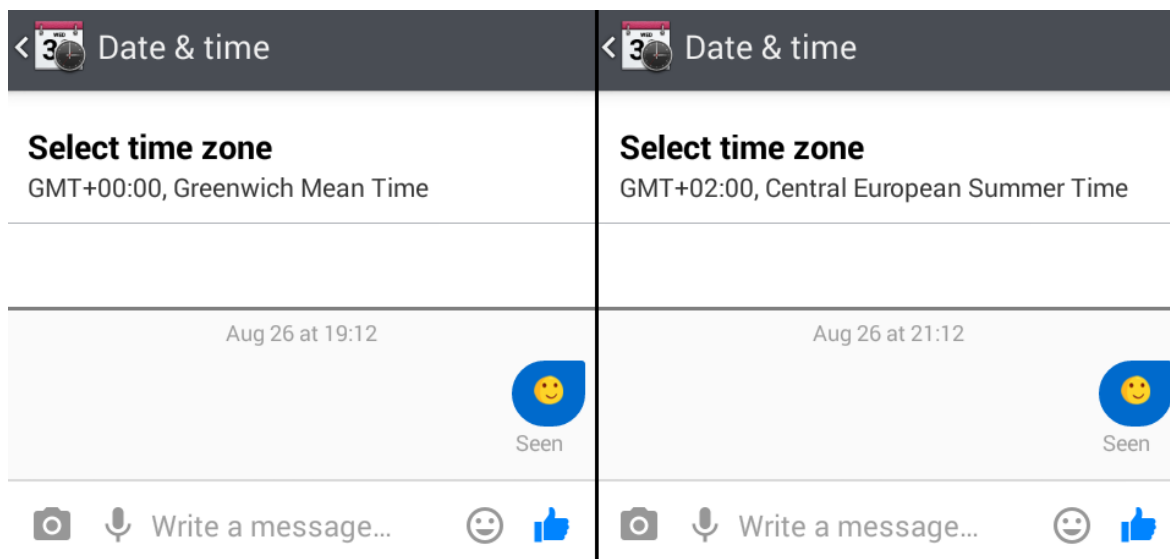 Date & time
Select time zone
GMT+00:00, Greenwich Mean Time
Aug 26 at 19:12
Seen
Write a message...
Date & time
Select time zone
GMT+02:00, Central European Summer Time
Aug 26 at 21:12
Seen
Write a message...